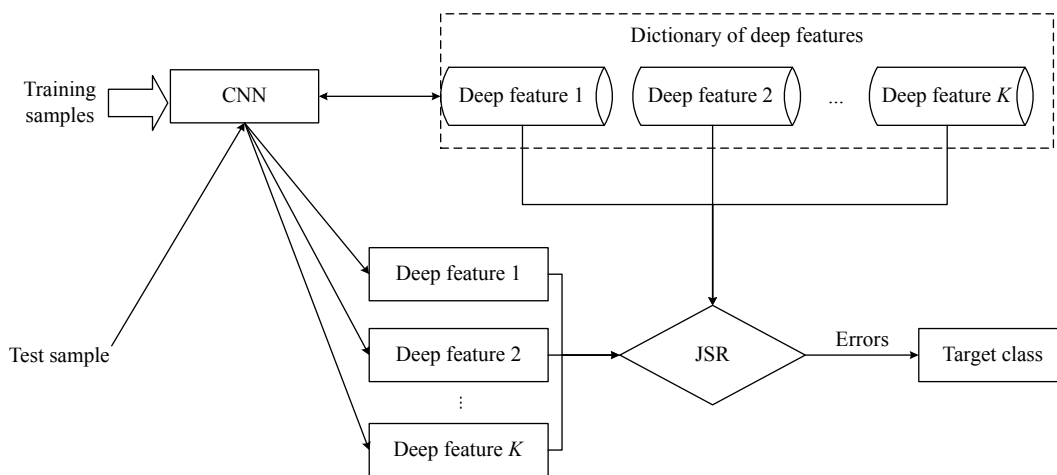 Dictionary of deep features
Training
samples
CNN
Deep feature 1
Deep feature 2
...
Deep feature K
Deep feature 1
Test sample
Deep feature 2
...
Deep feature K
JSR
Errors
Target class